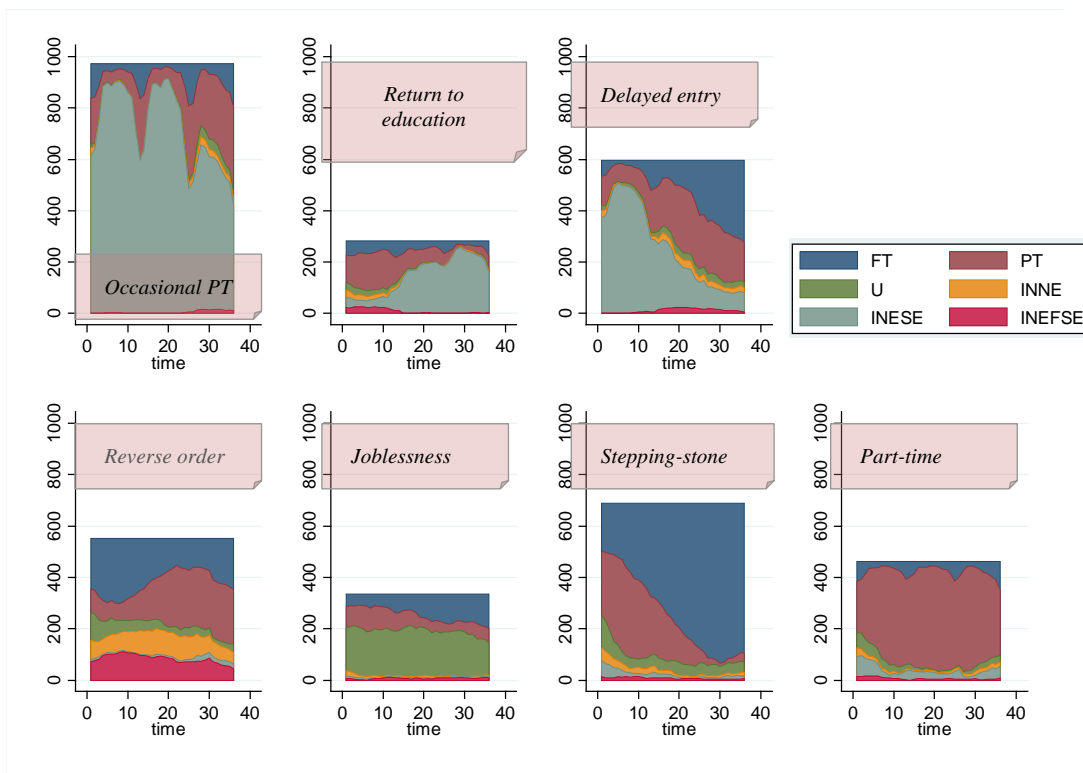 0 200 400 600 800 1000
0 10 20 30 40
time
Occasional PT
0 200 400 600 800 1000
0 10 20 30 40
time
Return to
education
0 200 400 600 800 1000
0 10 20 30 40
time
Delayed entry
FT PT
U INNE
INESE INEFSE
0 200 400 600 800 1000
0 10 20 30 40
time
Reverse order
0 200 400 600 800 1000
0 10 20 30 40
time
Joblessness
0 200 400 600 800 1000
0 10 20 30 40
time
Stepping-stone
0 200 400 600 800 1000
0 10 20 30 40
time
Part-time